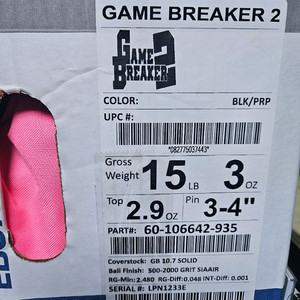 GAME BREAKER 2
GAME
BREAKER 2
COLOR: BLK/PRP
UPC #:
*082775037443*
Gross Weight 15 LB 3 OZ
Top 2.9 OZ Pin 3-4"
PART#: 60-106642-935
Coverstock: GB 10.7 SOLID
Ball Finish: 500-2000 GRIT SIAAIR
RG-Min:2.480 RG-Diff:0.048 INT-Diff: 0.001
SERIAL #: LPN1233E